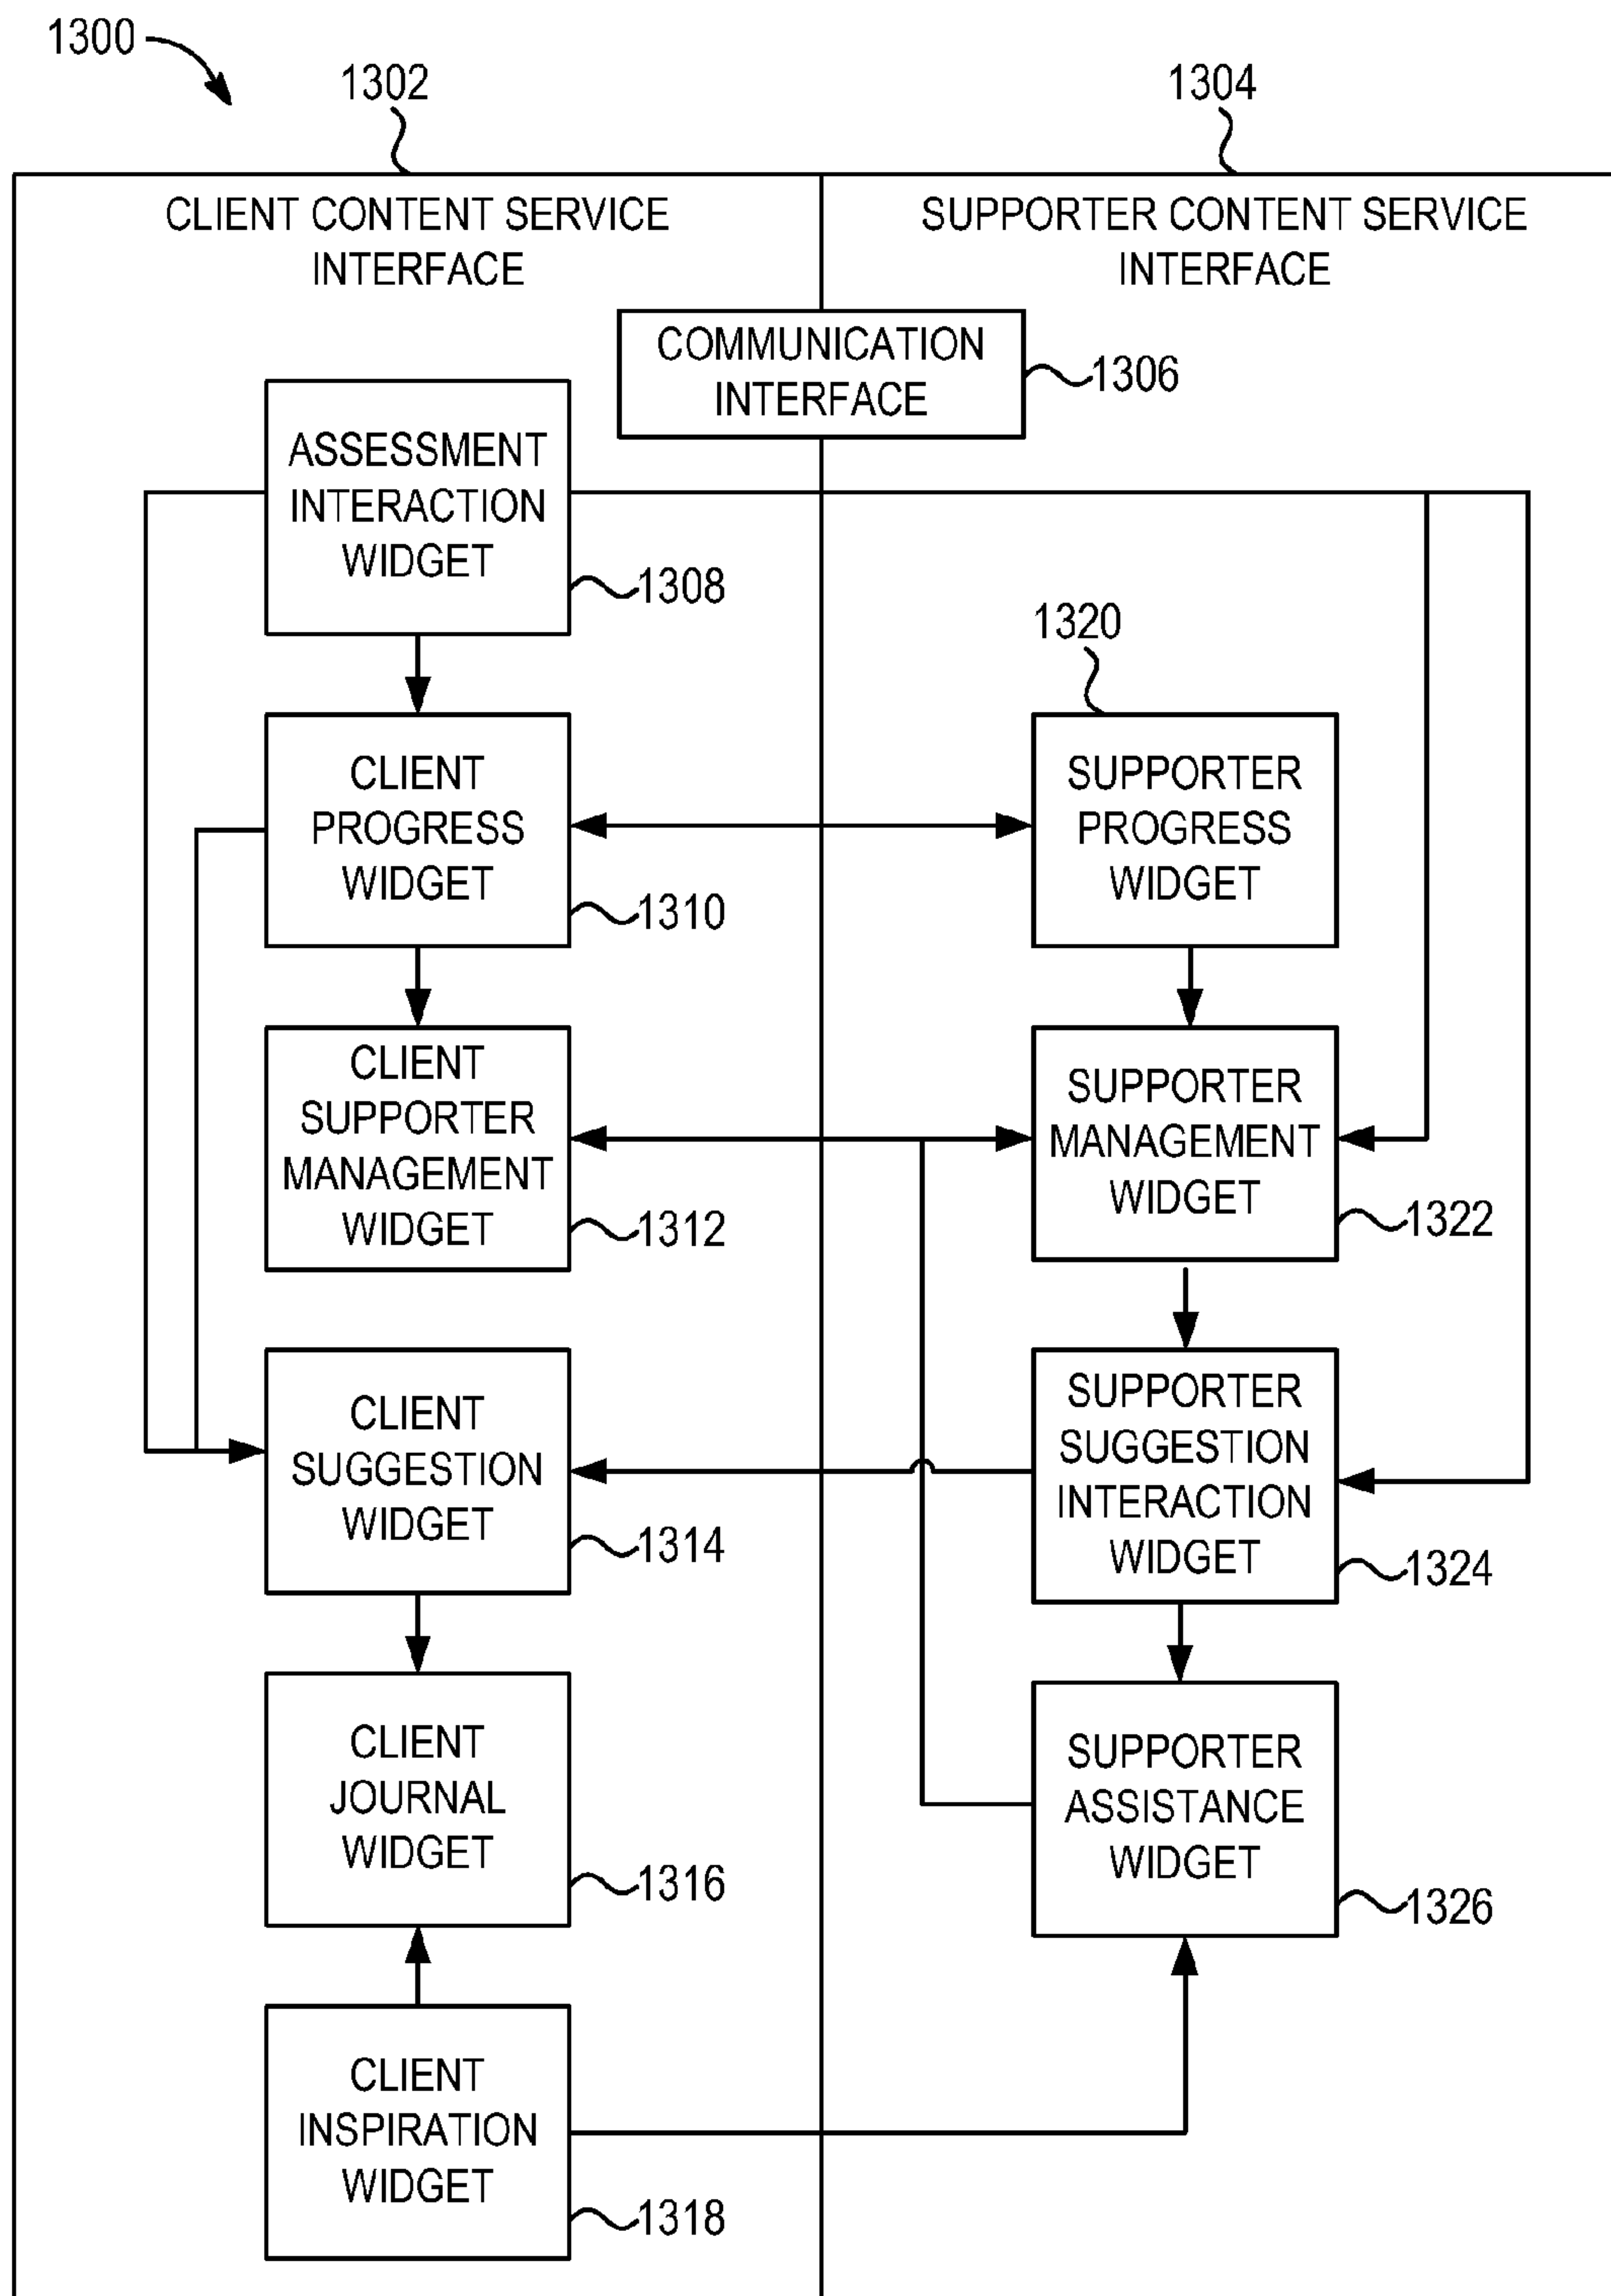 1300
1302
1304
CLIENT CONTENT SERVICE
INTERFACE
SUPPORTER CONTENT SERVICE
INTERFACE
COMMUNICATION
INTERFACE
1306
ASSESSMENT
INTERACTION
WIDGET
1308
1320
CLIENT
PROGRESS
WIDGET
1310
SUPPORTER
PROGRESS
WIDGET
CLIENT
SUPPORTER
MANAGEMENT
WIDGET
1312
SUPPORTER
MANAGEMENT
WIDGET
1322
CLIENT
SUGGESTION
WIDGET
1314
SUPPORTER
SUGGESTION
INTERACTION
WIDGET
1324
CLIENT
JOURNAL
WIDGET
1316
SUPPORTER
ASSISTANCE
WIDGET
1326
CLIENT
INSPIRATION
WIDGET
1318